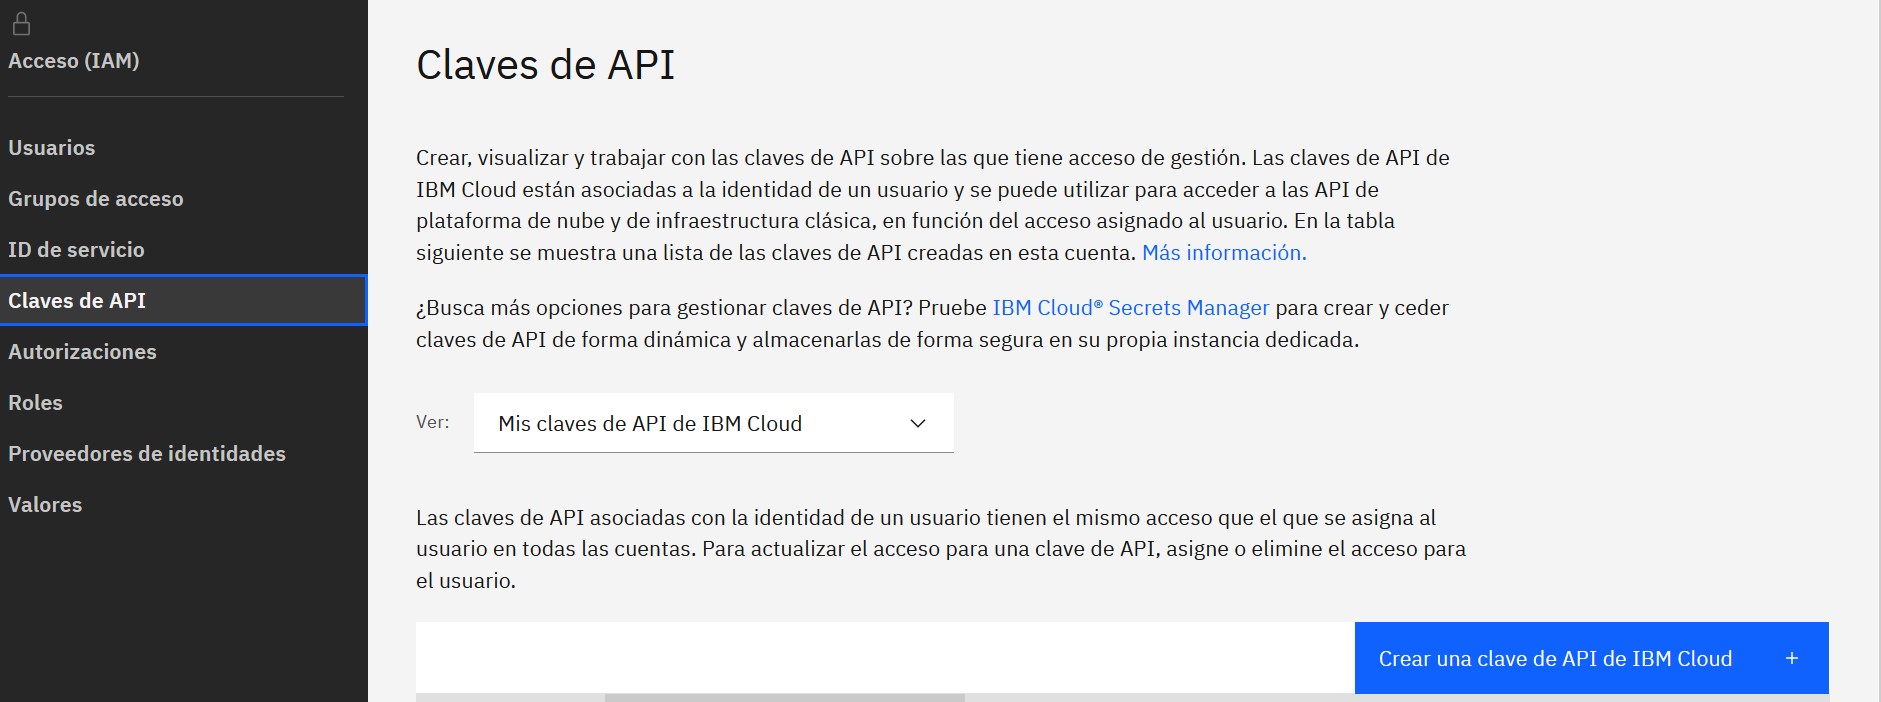 Acceso (IAM)
Usuarios
Grupos de acceso
ID de servicio
Claves de API
Autorizaciones
Roles
Proveedores de identidades
Valores
Claves de API
Crear, visualizar y trabajar con las claves de API sobre las que tiene acceso de gestión. Las claves de API de
IBM Cloud están asociadas a la identidad de un usuario y se puede utilizar para acceder a las API de
plataforma de nube y de infraestructura clásica, en función del acceso asignado al usuario. En la tabla
siguiente se muestra una lista de las claves de API creadas en esta cuenta. Más información.
¿Busca más opciones para gestionar claves de API? Pruebe IBM Cloud® Secrets Manager para crear y ceder
claves de API de forma dinámica y almacenarlas de forma segura en su propia instancia dedicada.
Ver: Mis claves de API de IBM Cloud
Las claves de API asociadas con la identidad de un usuario tienen el mismo acceso que el que se asigna al
usuario en todas las cuentas. Para actualizar el acceso para una clave de API, asigne o elimine el acceso para
el usuario.
Crear una clave de API de IBM Cloud +